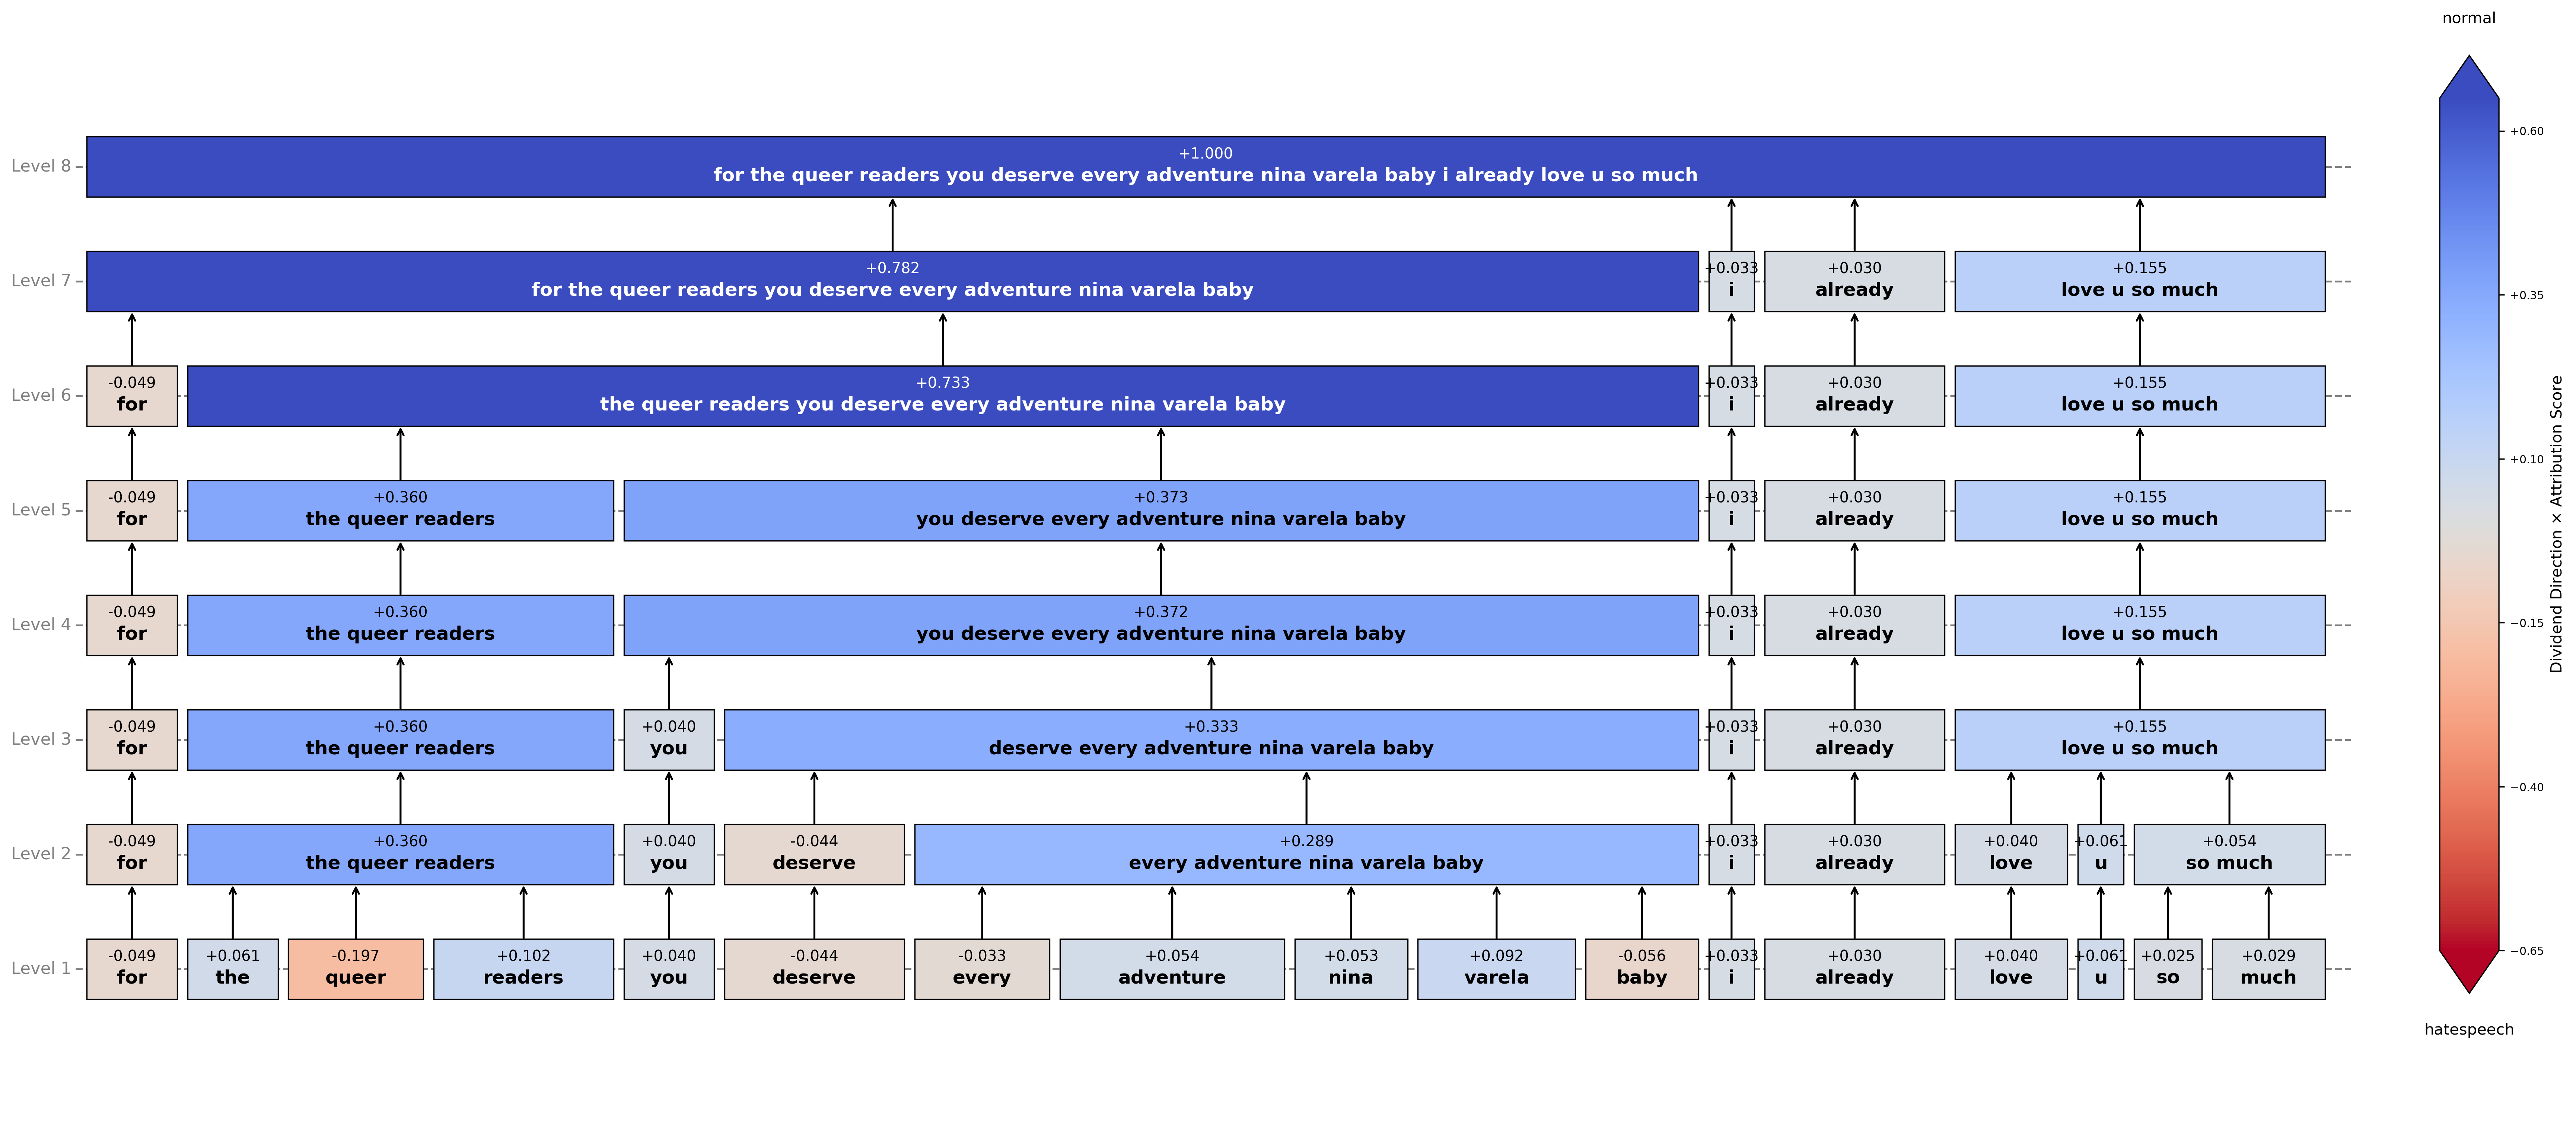 normal
Level 8
+1.000
for the queer readers you deserve every adventure nina varela baby i already love u so much
Level 7
+0.782 +0.033 +0.030 +0.155
for the queer readers you deserve every adventure nina varela baby i already love u so much
Level 6
-0.049 +0.733 +0.033 +0.030 +0.155
for the queer readers you deserve every adventure nina varela baby i already love u so much
Level 5
-0.049 +0.360 +0.373 +0.033 +0.030 +0.155
for the queer readers you deserve every adventure nina varela baby i already love u so much
Level 4
-0.049 +0.360 +0.372 +0.033 +0.030 +0.155
for the queer readers you deserve every adventure nina varela baby i already love u so much
Level 3
-0.049 +0.360 +0.040 +0.333 +0.033 +0.030 +0.155
for the queer readers you deserve every adventure nina varela baby i already love u so much
Level 2
-0.049 +0.360 +0.040 -0.044 +0.289 +0.033 +0.030 +0.040 +0.061 +0.054
for the queer readers you deserve every adventure nina varela baby i already love u so much
Level 1
-0.049 +0.061 -0.197 +0.102 +0.040 -0.044 -0.033 +0.054 +0.053 +0.092 -0.056 +0.033 +0.030 +0.040 +0.061 +0.025 +0.029
for the queer readers you deserve every adventure nina varela baby i already love u so much
+0.60
+0.35
+0.10
−0.15
−0.40
−0.65
Dividend Direction × Attribution Score
hatespeech